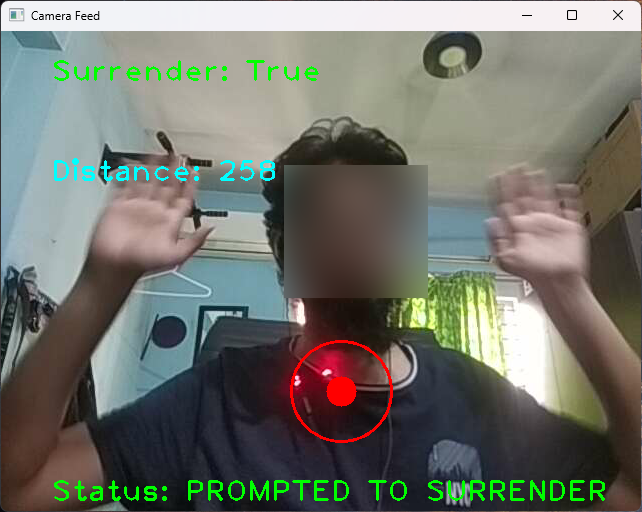 Camera Feed
Surrender: True
Distance: 258
Status: PROMPTED TO SURRENDER